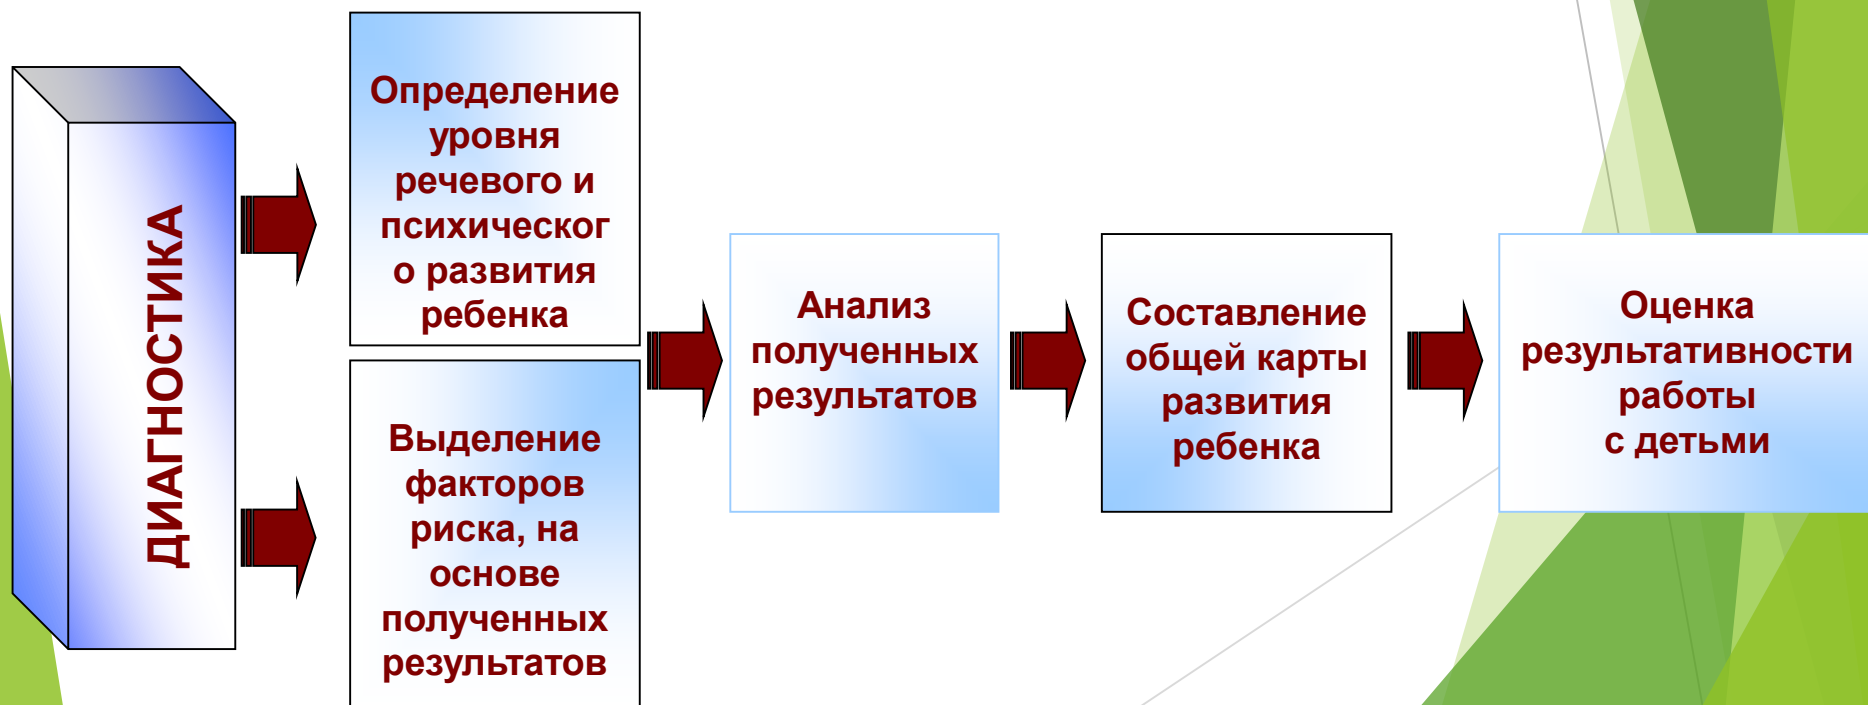 ДИАГНОСТИКА
Определение
уровня
речевого и
психическог
о развития
ребенка
Выделение
факторов
риска, на
основе
полученных
результатов
Анализ
полученных
результатов
Составление
общей карты
развития
ребенка
Оценка
результативности
работы
с детьми